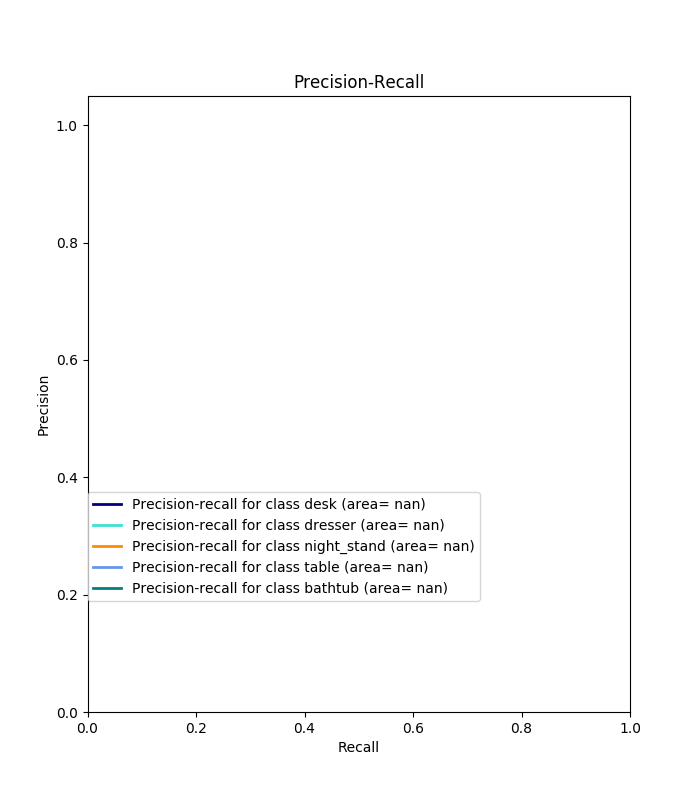 Precision-Recall
1.0
0.8
0.6
0.4
0.2
0.0
Precision
Precision-recall for class desk (area= nan)
Precision-recall for class dresser (area= nan)
Precision-recall for class night_stand (area= nan)
Precision-recall for class table (area= nan)
Precision-recall for class bathtub (area= nan)
0.0 0.2 0.4 0.6 0.8 1.0
Recall